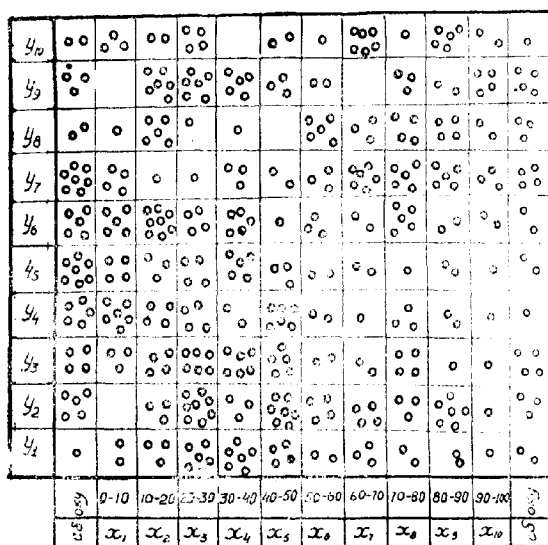 y₁₀
y₉
y₈
y₇
y₆
y₅
y₄
y₃
y₂
y₁
0-10 10-20 20-30 30-40 40-50 50-60 60-70 70-80 80-90 90-100
x₁ x₂ x₃ x₄ x₅ x₆ x₇ x₈ x₉ x₁₀